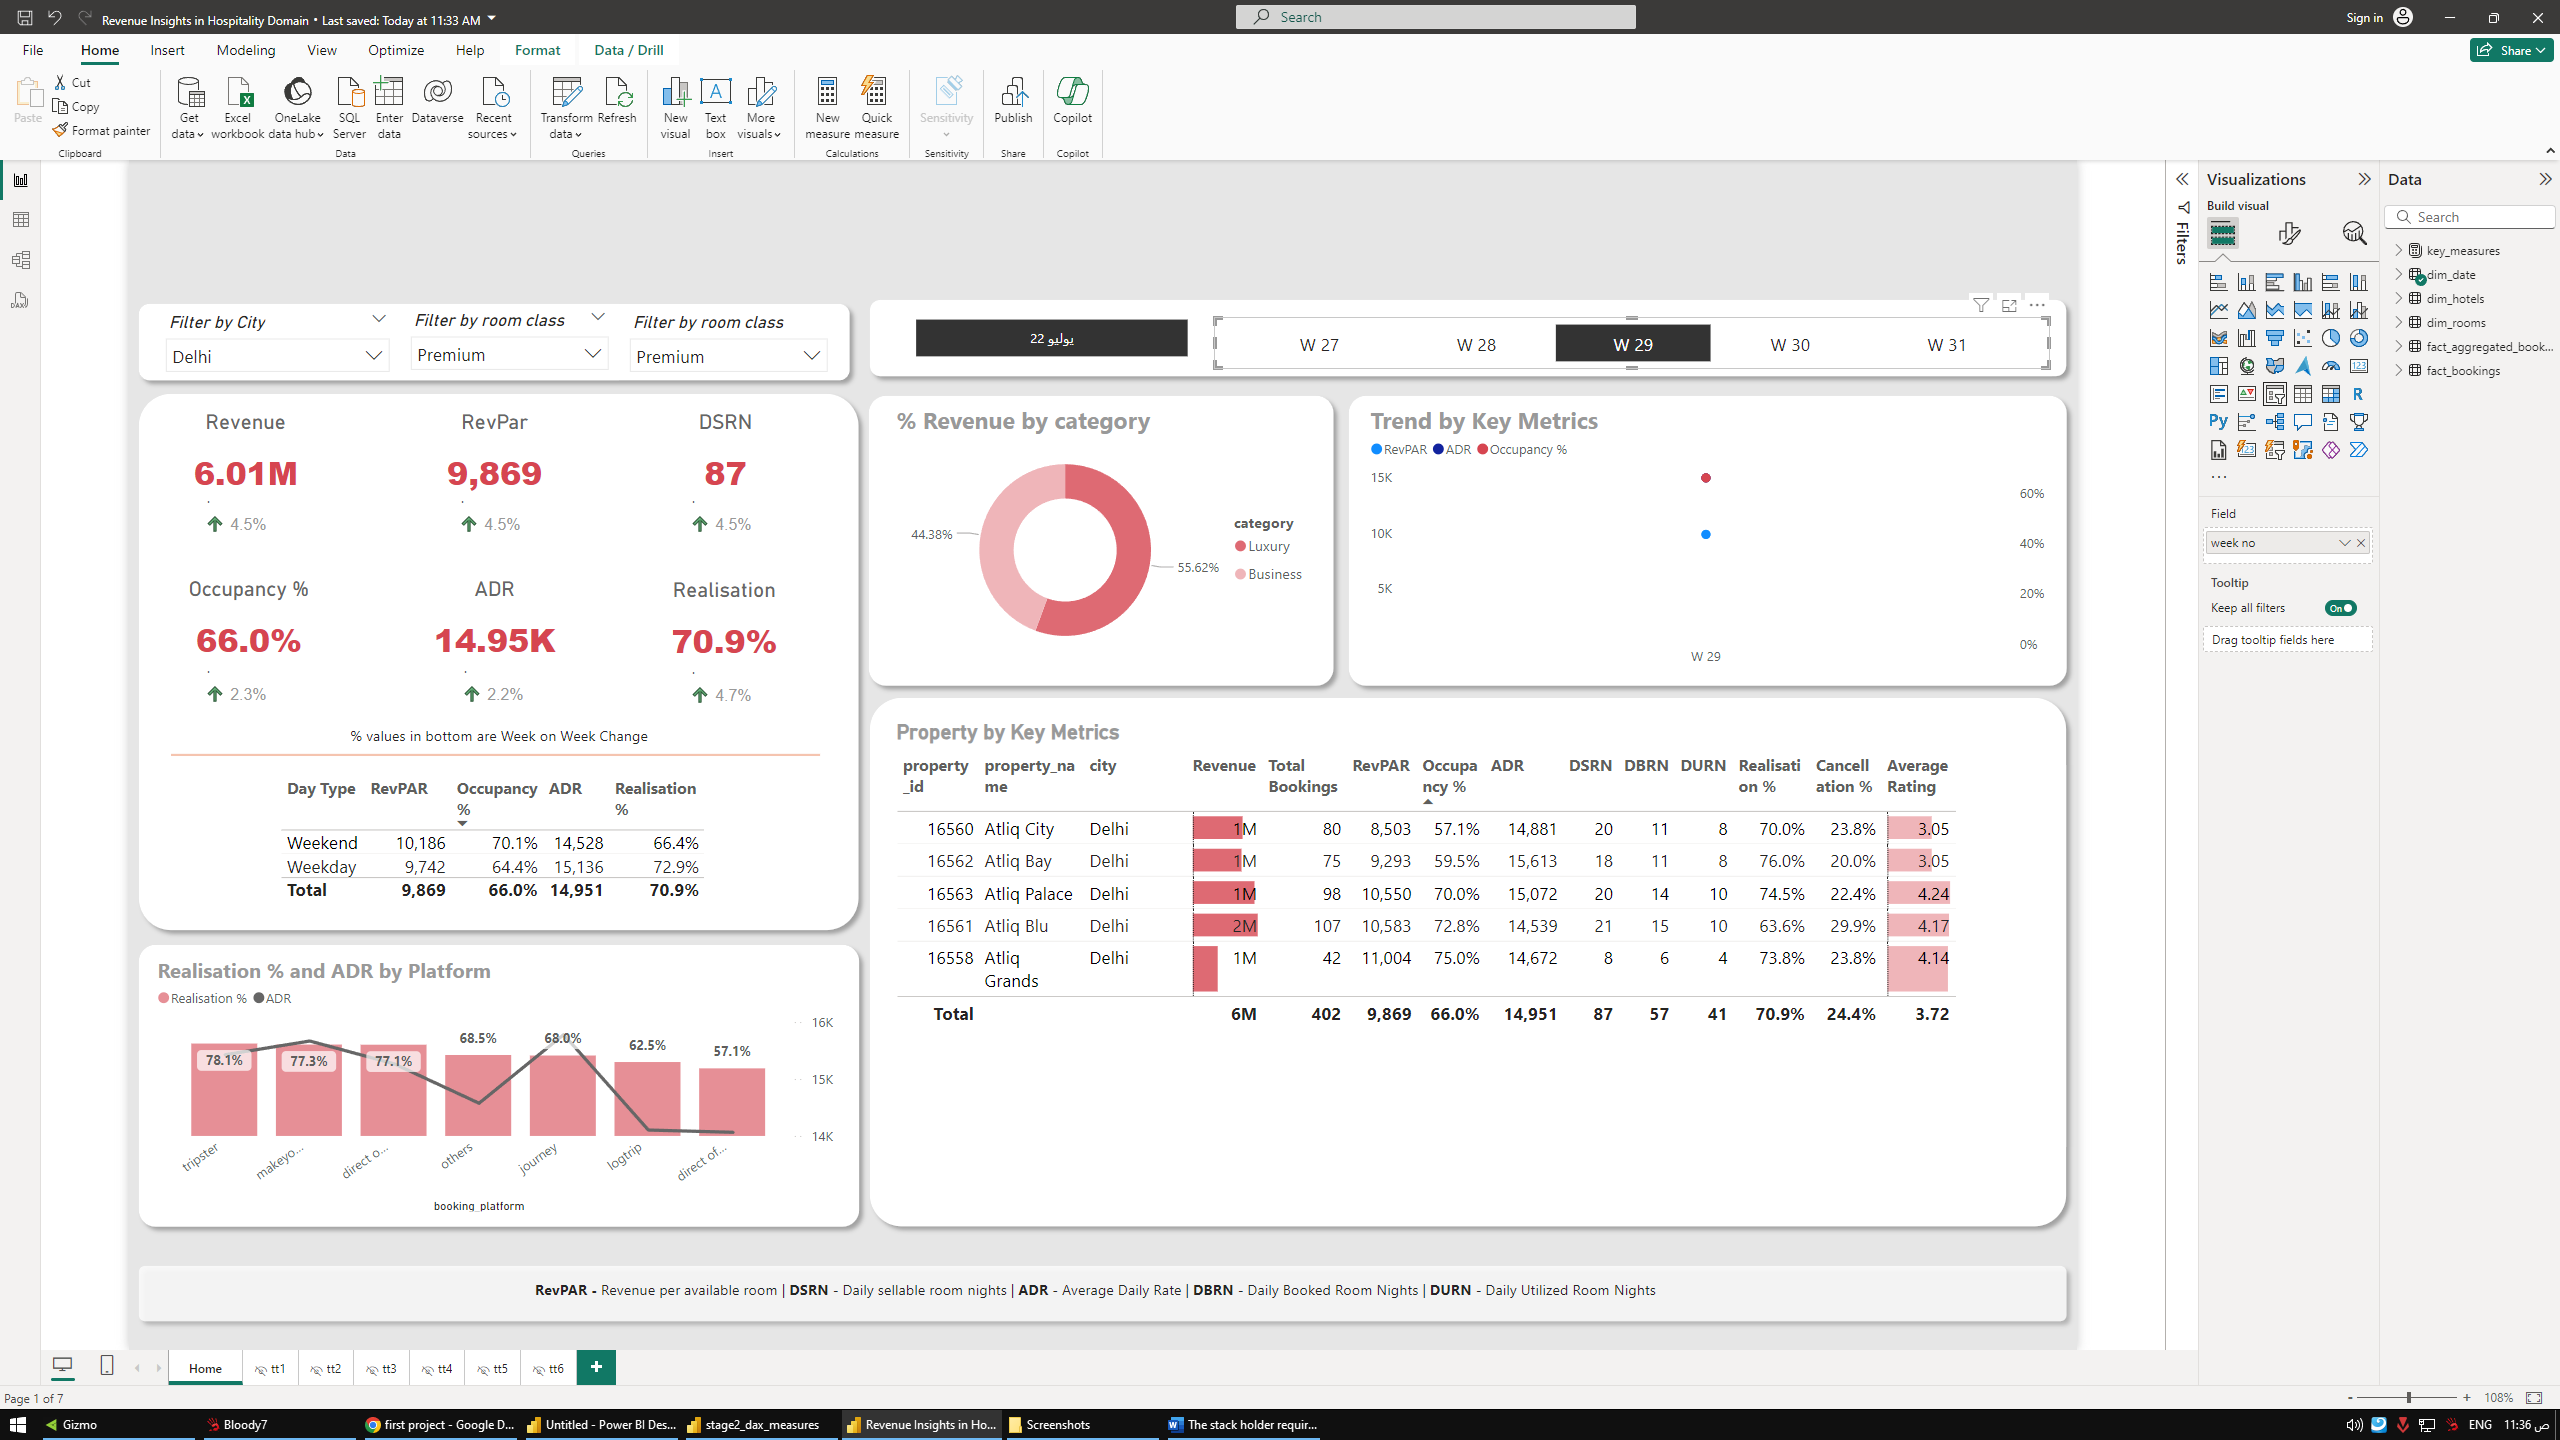 Revenue Insights in Hospitality Domain • Last saved: Today at 11:33 AM
Search
Sign in
File Home Insert Modeling View Optimize Help Format Data / Drill
Share
Paste
Cut
Copy
Format painter
Clipboard
Get data
Excel workbook
OneLake data hub
SQL Server
Enter data
Dataverse
Recent sources
Data
Transform data
Refresh
Queries
New visual
Text box
More visuals
Insert
New measure
Quick measure
Calculations
Sensitivity
Sensitivity
Publish
Share
Copilot
Copilot
Filter by City
Delhi
Filter by room class
Premium
Filter by room class
Premium
يوليو 22
W 27 W 28 W 29 W 30 W 31
Revenue RevPar DSRN
6.01M 9,869 87
4.5% 4.5% 4.5%
Occupancy % ADR Realisation
66.0% 14.95K 70.9%
2.3% 2.2% 4.7%
% values in bottom are Week on Week Change
Day Type RevPAR Occupancy % ADR Realisation %
Weekend 10,186 70.1% 14,528 66.4%
Weekday 9,742 64.4% 15,136 72.9%
Total 9,869 66.0% 14,951 70.9%
% Revenue by category
44.38%
55.62%
category
Luxury
Business
Trend by Key Metrics
RevPAR ADR Occupancy %
15K
10K
5K
60%
40%
20%
0%
W 29
Property by Key Metrics
property_id property_name city Revenue Total Bookings RevPAR Occupancy % ADR DSRN DBRN DURN Realisation % Cancellation % Average Rating
16560 Atliq City Delhi 1M 80 8,503 57.1% 14,881 20 11 8 70.0% 23.8% 3.05
16562 Atliq Bay Delhi 1M 75 9,293 59.5% 15,613 18 11 8 76.0% 20.0% 3.05
16563 Atliq Palace Delhi 1M 98 10,550 70.0% 15,072 20 14 10 74.5% 22.4% 4.24
16561 Atliq Blu Delhi 2M 107 10,583 72.8% 14,539 21 15 10 63.6% 29.9% 4.17
16558 Atliq Grands Delhi 1M 42 11,004 75.0% 14,672 8 6 4 73.8% 23.8% 4.14
Total 6M 402 9,869 66.0% 14,951 87 57 41 70.9% 24.4% 3.72
Realisation % and ADR by Platform
Realisation % ADR
78.1% 77.3% 77.1% 68.5% 68.0% 62.5% 57.1%
16K
15K
14K
tripster makeyo... direct o... others journey logtrip direct of...
booking_platform
RevPAR - Revenue per available room | DSRN - Daily sellable room nights | ADR - Average Daily Rate | DBRN - Daily Booked Room Nights | DURN - Daily Utilized Room Nights
Filters
Visualizations
Build visual
123
R
Py
Field
week no
Tooltip
Keep all filters On
Drag tooltip fields here
Data
Search
key_measures
dim_date
dim_hotels
dim_rooms
fact_aggregated_book...
fact_bookings
Home tt1 tt2 tt3 tt4 tt5 tt6 +
Page 1 of 7
- + 108%
Gizmo
Bloody7
first project - Google D...
Untitled - Power BI Des...
stage2_dax_measures
Revenue Insights in Ho...
Screenshots
The stack holder requir...
ENG
11:36 ص